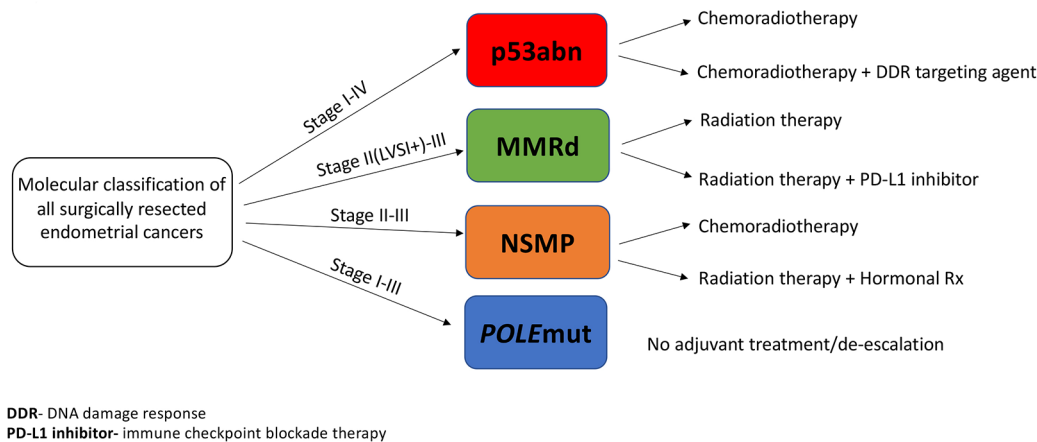 Molecular classification of
all surgically resected
endometrial cancers
Stage I-IV
Stage II(LVSI+)-III
Stage II-III
Stage I-III
p53abn
Chemoradiotherapy
Chemoradiotherapy + DDR targeting agent
MMRd
Radiation therapy
Radiation therapy + PD-L1 inhibitor
NSMP
Chemoradiotherapy
Radiation therapy + Hormonal Rx
POLEmut
No adjuvant treatment/de-escalation
DDR- DNA damage response
PD-L1 inhibitor- immune checkpoint blockade therapy